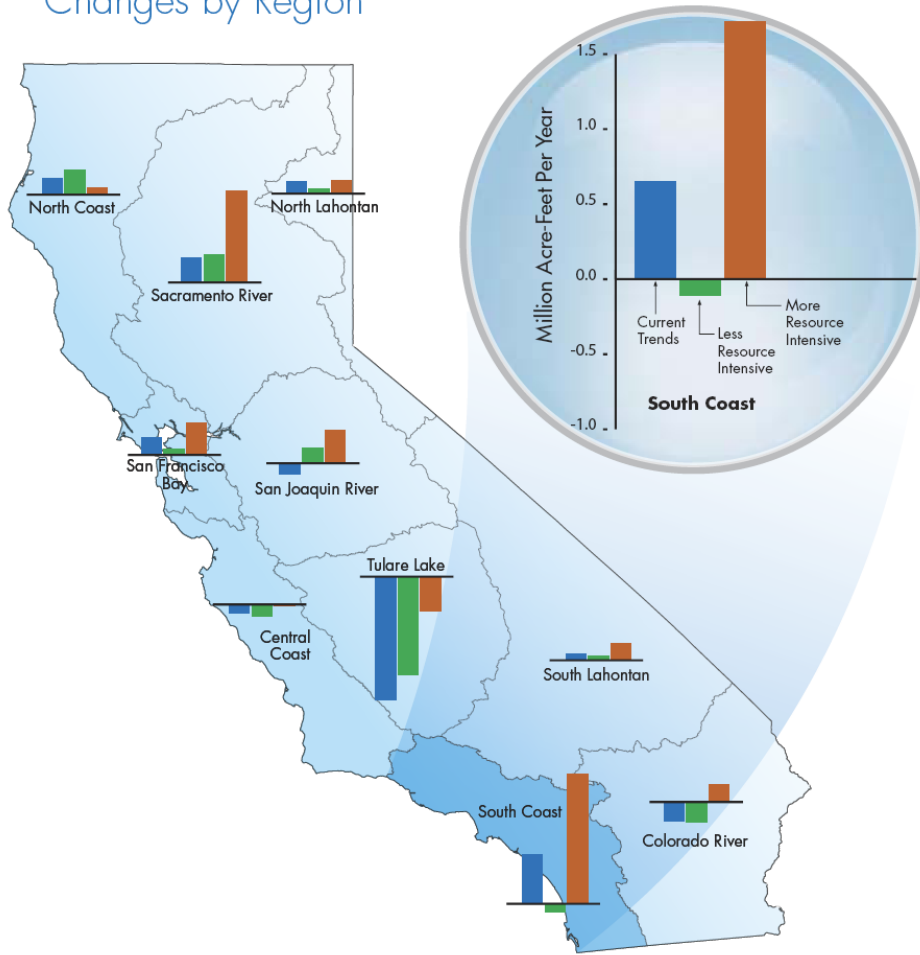 Changes by Region
1.5
1.0
0.5
0.0
-0.5
-1.0
Million Acre-Feet Per Year
Current
Trends
Less
Resource
Intensive
More
Resource
Intensive
South Coast
North Coast
North Lahontan
Sacramento River
San Francisco
Bay
San Joaquin River
Tulare Lake
Central
Coast
South Lahontan
South Coast
Colorado River